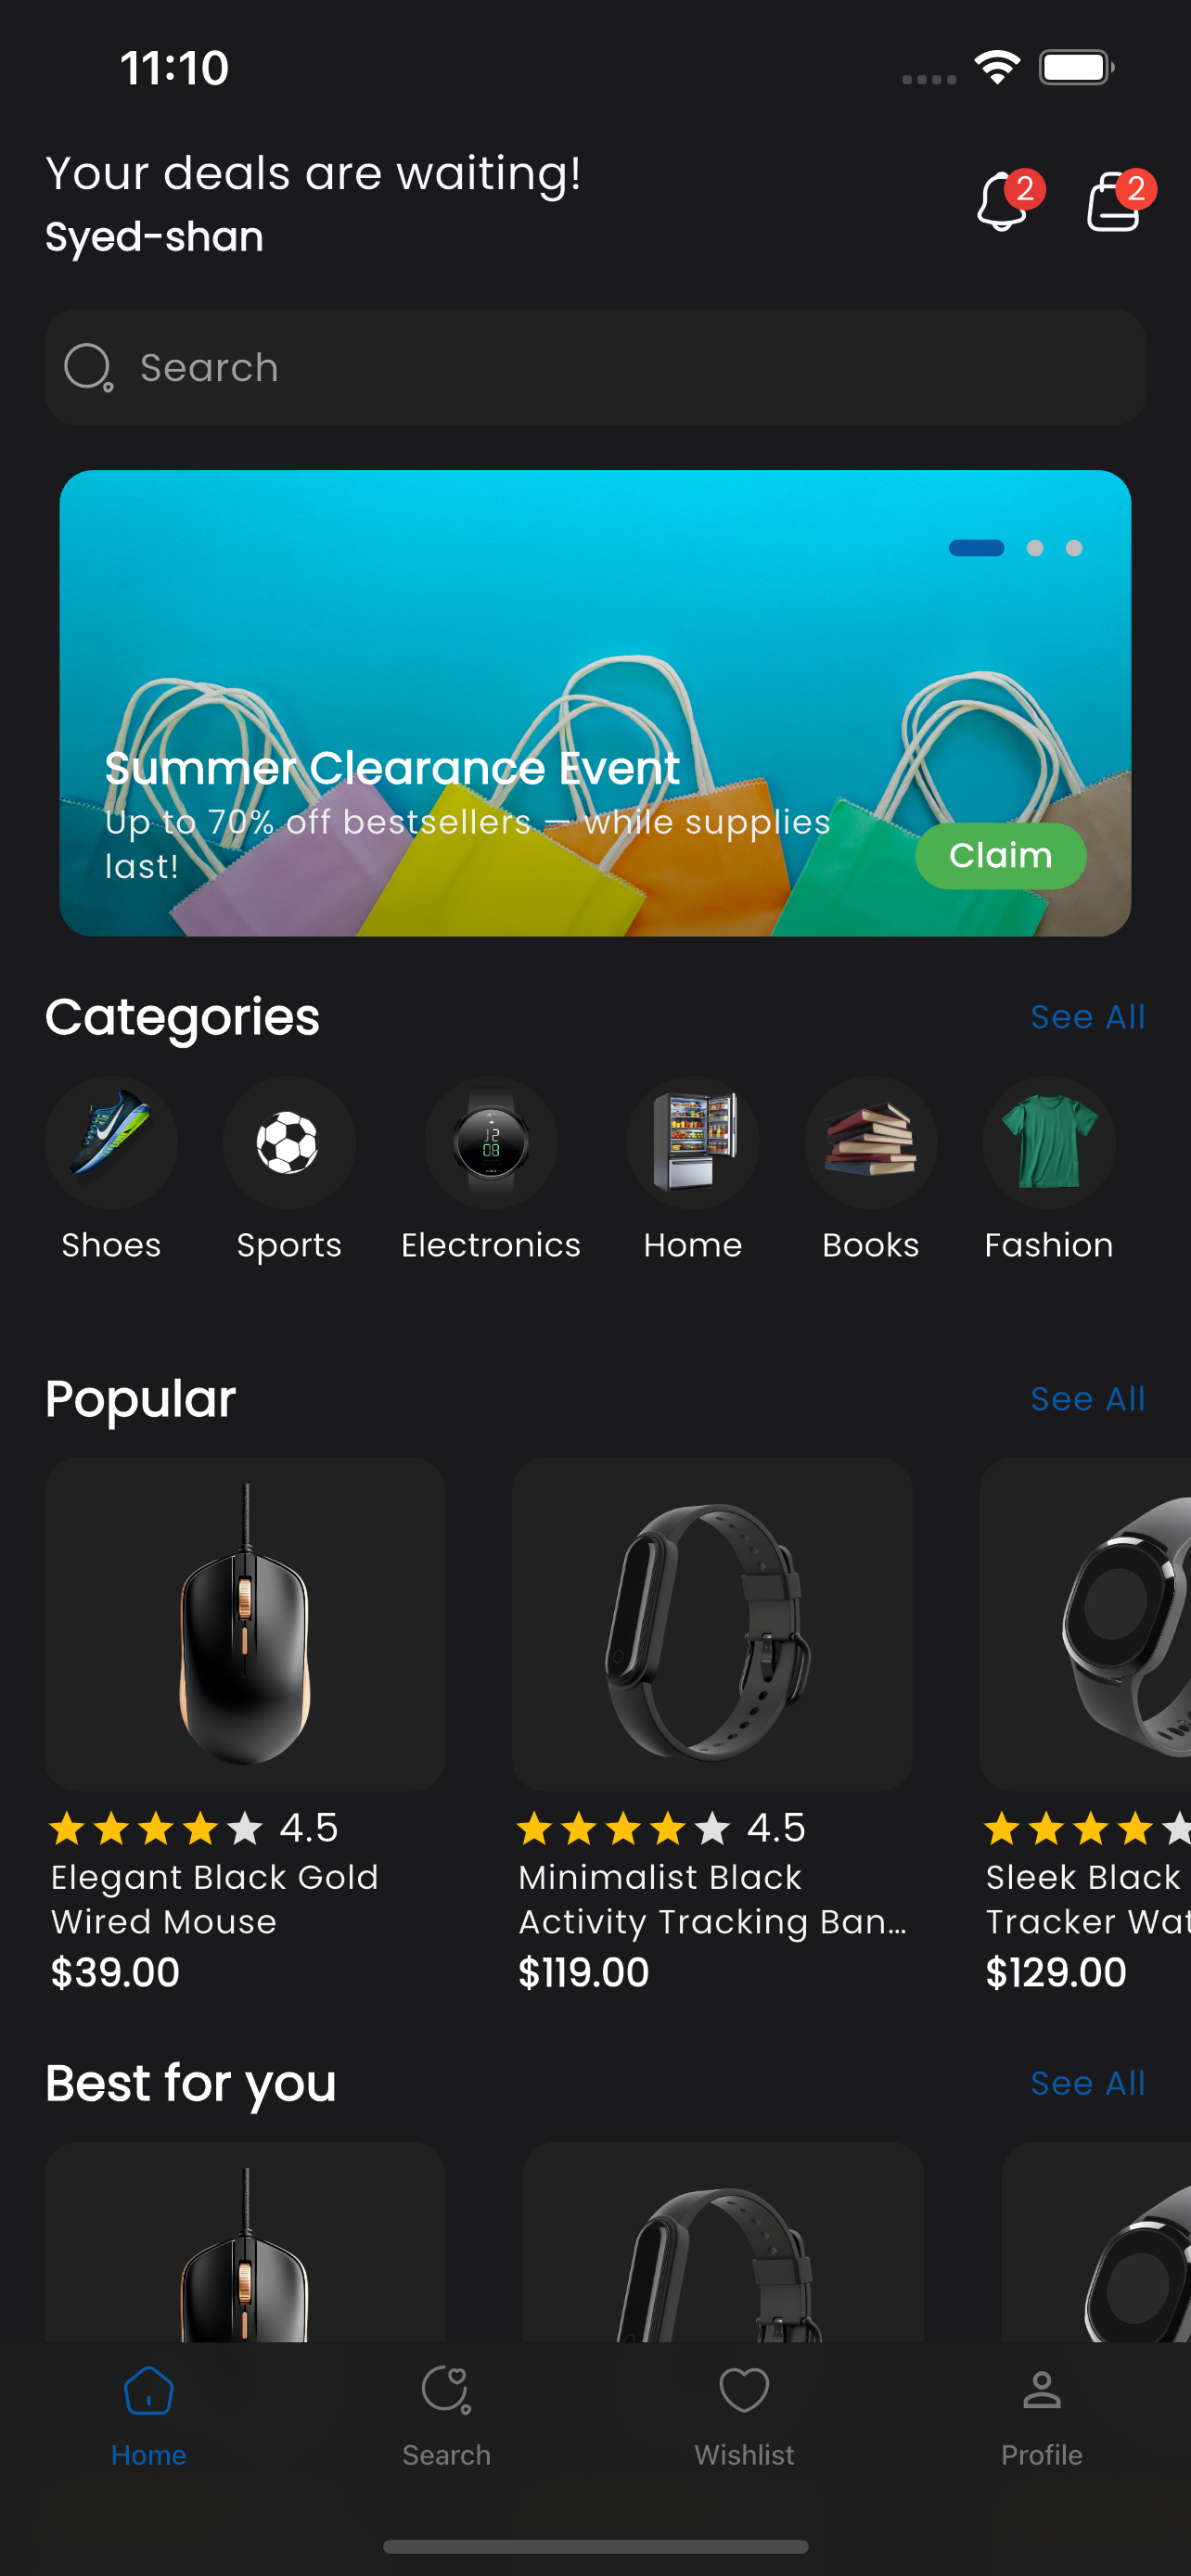 11:10
Your deals are waiting!
Syed-shan
2
2
Search
Summer Clearance Event
Up to 70% off bestsellers — while supplies
last!
Claim
Categories
See All
Shoes
Sports
Electronics
Home
Books
Fashion
Popular
See All
4.5
Elegant Black Gold
Wired Mouse
$39.00
4.5
Minimalist Black
Activity Tracking Ban...
$119.00
Sleek Black
Tracker Wat
$129.00
Best for you
See All
Home
Search
Wishlist
Profile